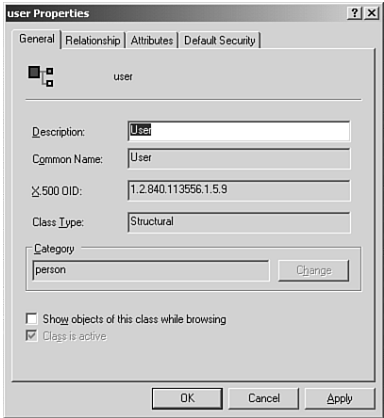 user Properties
General Relationship Attributes Default Security
user
Description: User
Common Name: User
X.500 OID: 1.2.840.113556.1.5.9
Class Type: Structural
Category
person Change
Show objects of this class while browsing
Class is active
OK Cancel Apply